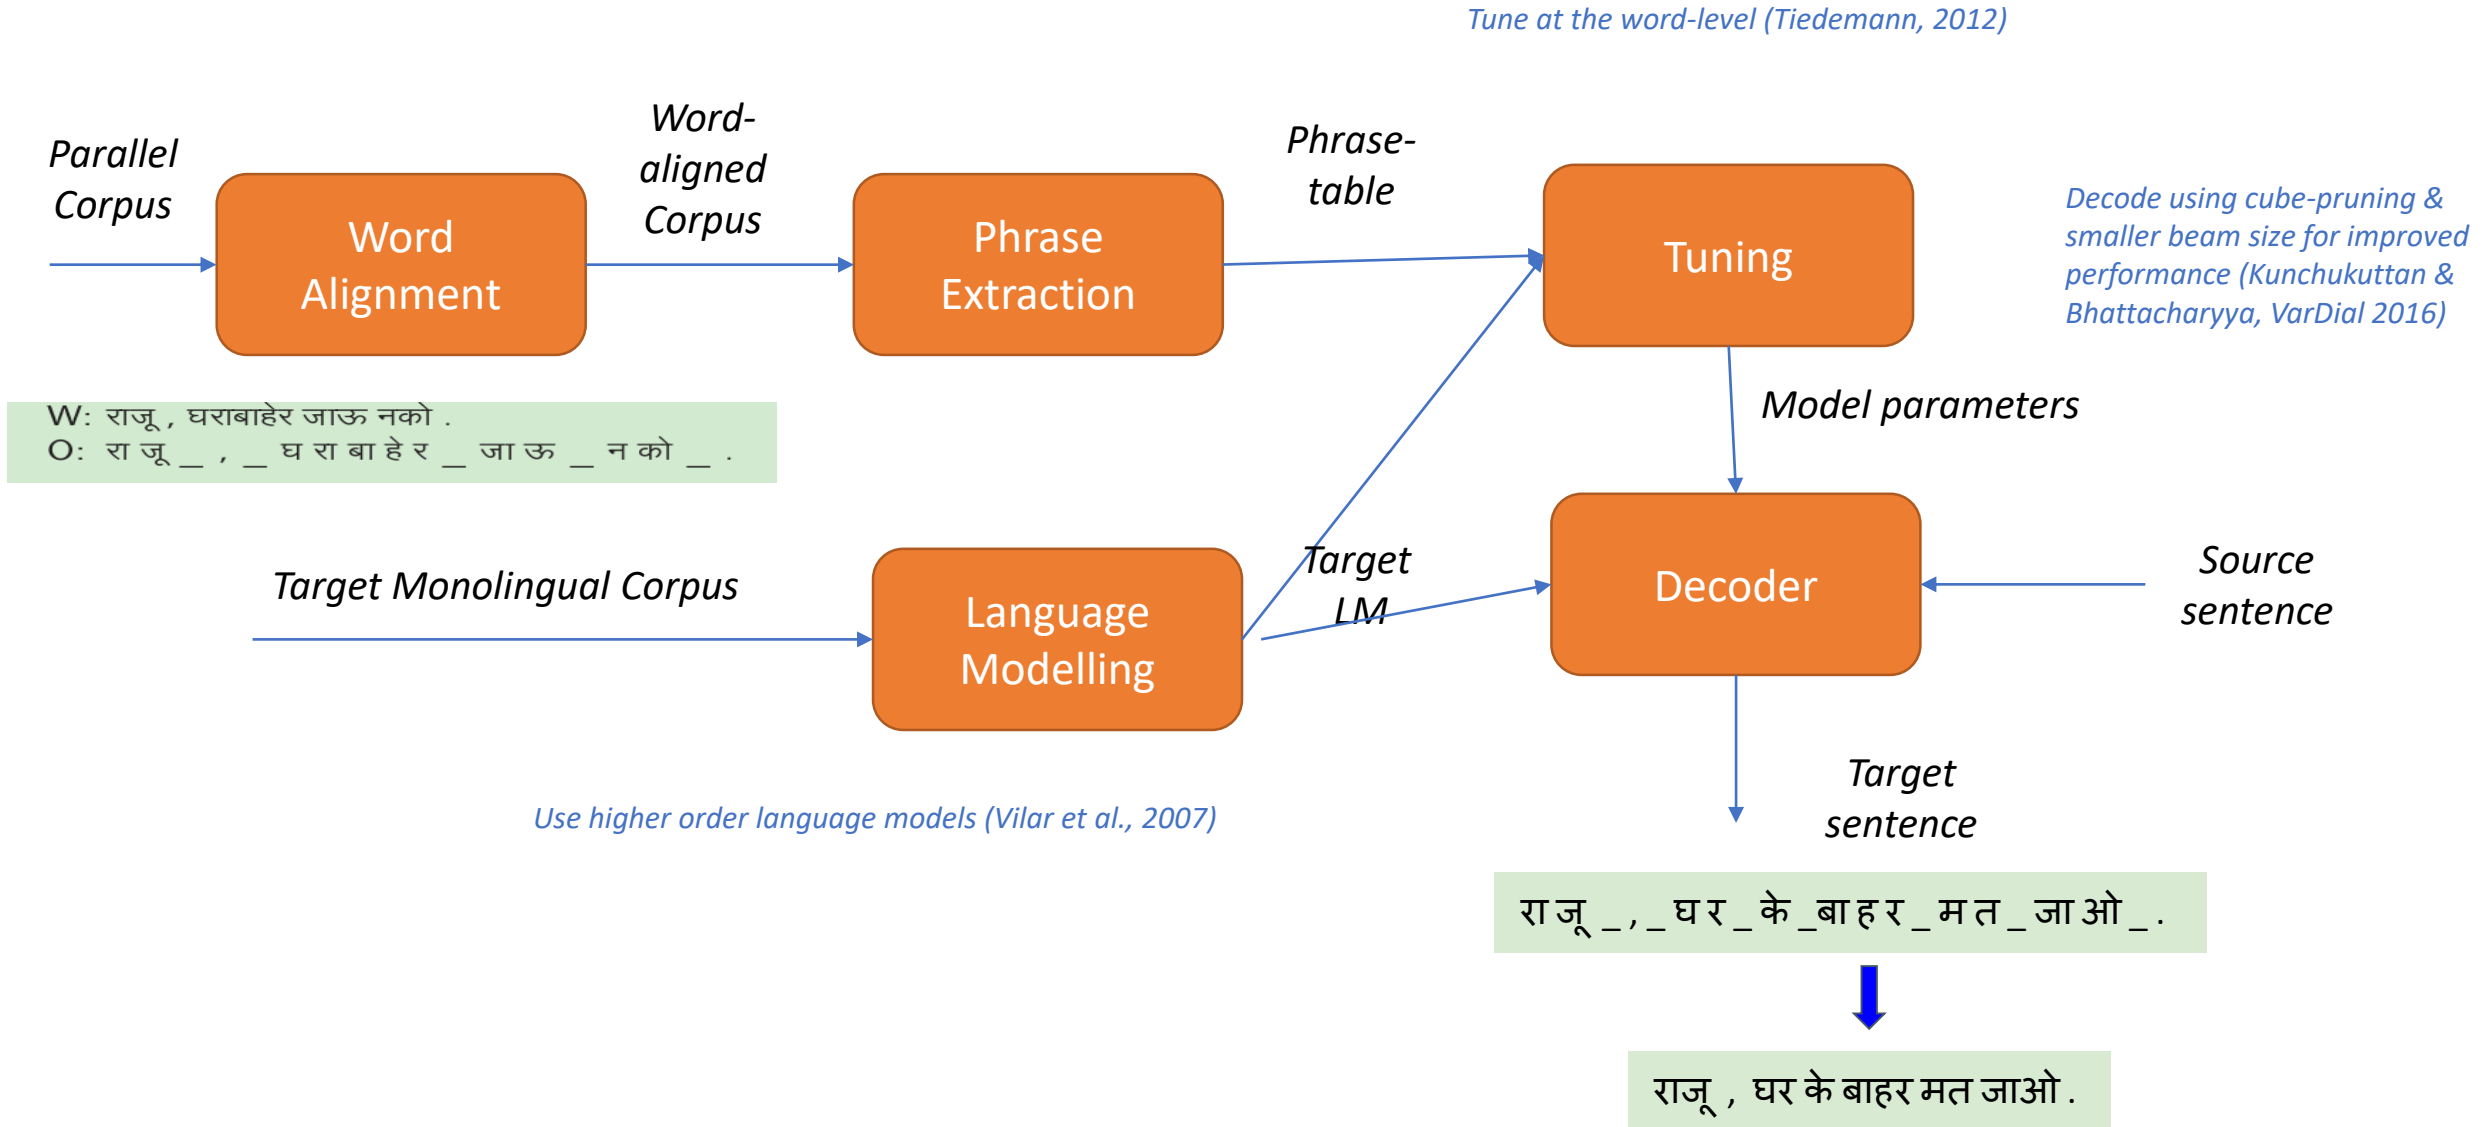 Tune at the word-level (Tiedemann, 2012)
Parallel
Corpus
Word-
aligned
Corpus
Phrase-
table
Word
Alignment
Phrase
Extraction
Tuning
Decode using cube-pruning &
smaller beam size for improved
performance (Kunchukuttan &
Bhattacharyya, VarDial 2016)
Model parameters
W: राजू , घराबाहेर जाऊ नको .
O: रा जू _ , _ घ रा बा हे र _ जा ऊ _ न को _ .
Target Monolingual Corpus
Language
Modelling
Target
LM
Decoder
Source
sentence
Use higher order language models (Vilar et al., 2007)
Target
sentence
रा जू _ , _ घ र _ के _ बा ह र _ म त _ जा ओ _ .
राजू , घर के बाहर मत जाओ .